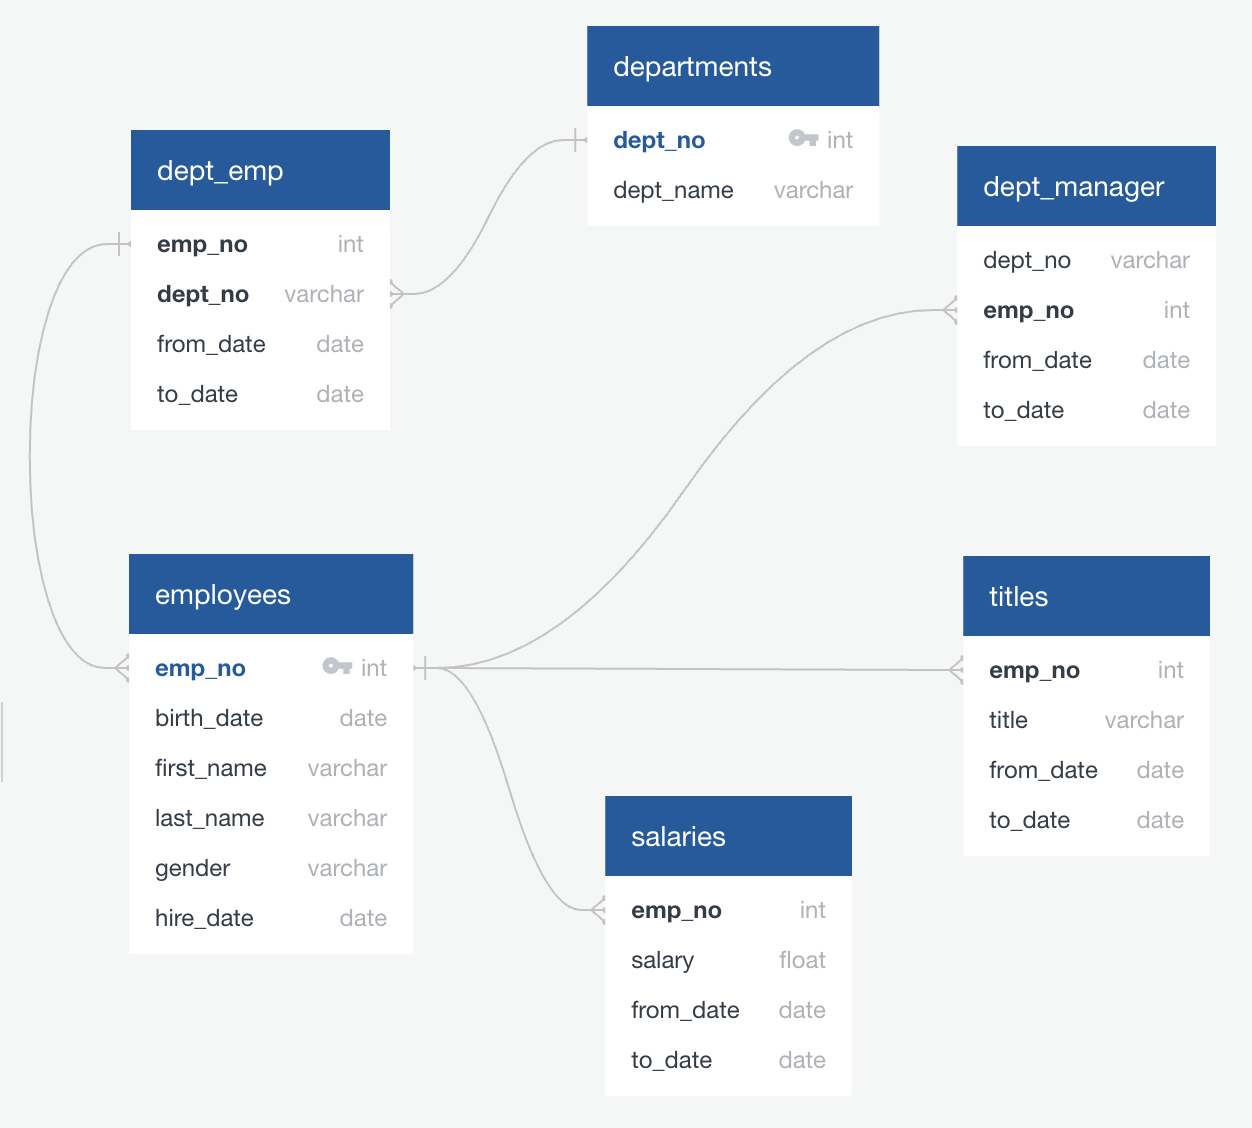 departments
dept_no int
dept_name varchar
dept_emp
emp_no int
dept_no varchar
from_date date
to_date date
dept_manager
dept_no varchar
emp_no int
from_date date
to_date date
employees
emp_no int
birth_date date
first_name varchar
last_name varchar
gender varchar
hire_date date
titles
emp_no int
title varchar
from_date date
to_date date
salaries
emp_no int
salary float
from_date date
to_date date